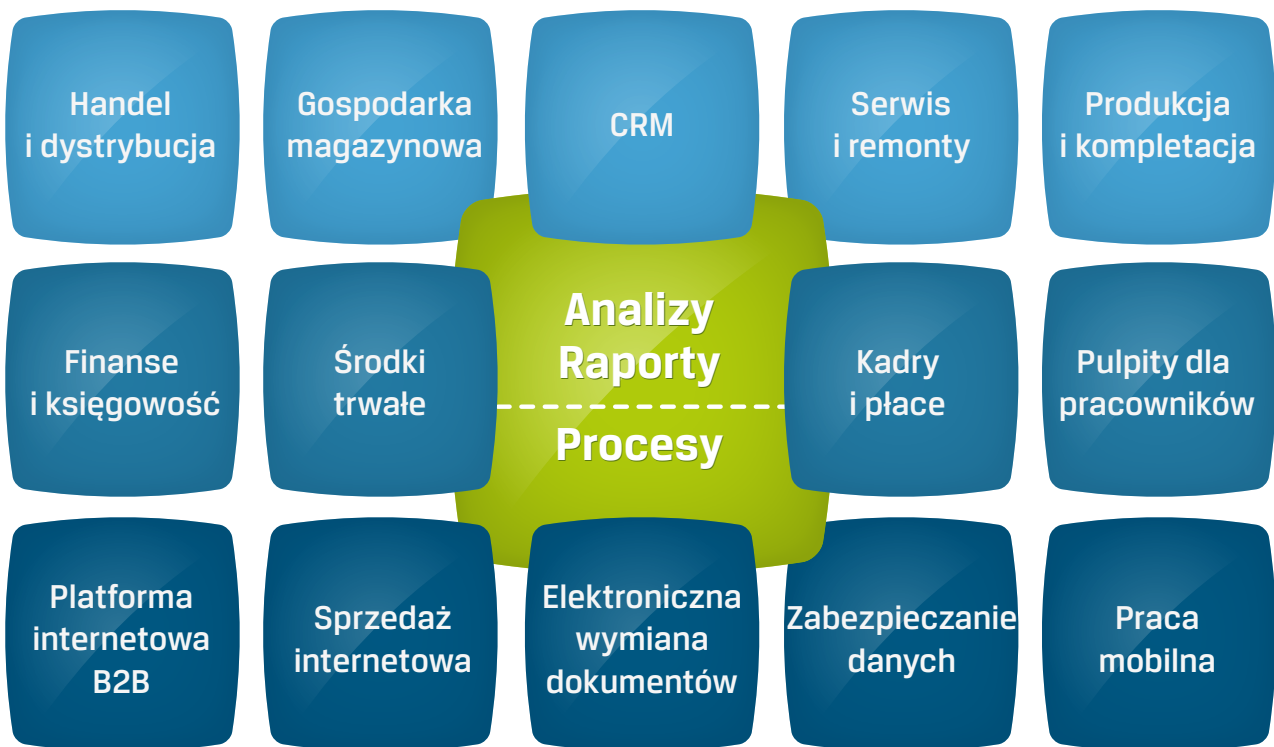 Handel
i dystrybucja
Gospodarka
magazynowa
CRM
Serwis
i remonty
Produkcja
i kompletacja
Finanse
i księgowość
Środki
trwałe
Analizy
Raporty
Procesy
Kadry
i płace
Pulpity dla
pracowników
Platforma
internetowa
B2B
Sprzedaż
internetowa
Elektroniczna
wymiana
dokumentów
Zabezpieczanie
danych
Praca
mobilna